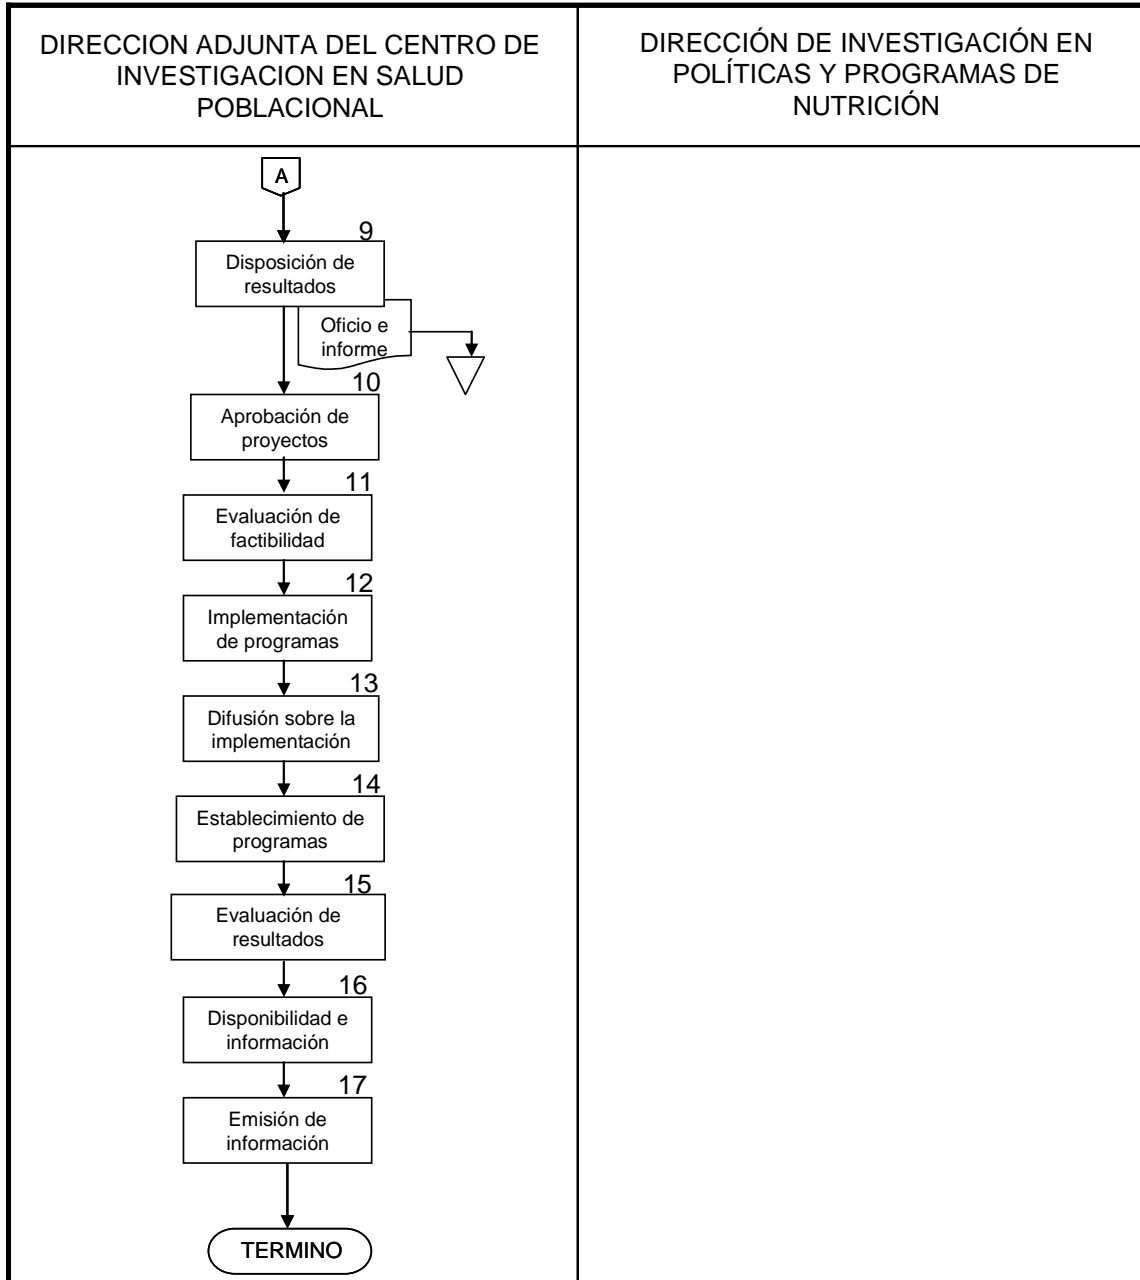 DIRECCION ADJUNTA DEL CENTRO DE
INVESTIGACION EN SALUD
POBLACIONAL
DIRECCIÓN DE INVESTIGACIÓN EN
POLÍTICAS Y PROGRAMAS DE
NUTRICIÓN
A
9
Disposición de
resultados
Oficio e
informe
10
Aprobación de
proyectos
11
Evaluación de
factibilidad
12
Implementación
de programas
13
Difusión sobre la
implementación
14
Establecimiento de
programas
15
Evaluación de
resultados
16
Disponibilidad e
información
17
Emisión de
información
TERMINO